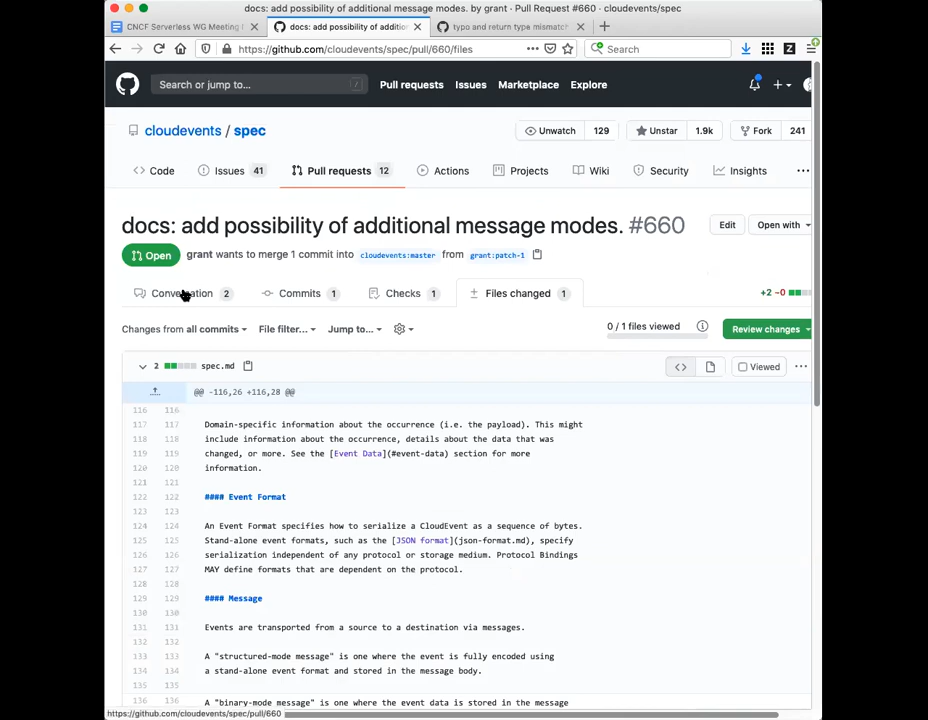 docs: add possibility of additional message modes. by grant · Pull Request #660 · cloudevents/spec
CNCF Serverless WG Meeting
docs: add possibility of additio
typo and return type mismatch
https://github.com/cloudevents/spec/pull/660/files
Search
Z
Search or jump to...
/
Pull requests
Issues
Marketplace
Explore
cloudevents / spec
Unwatch 129
Unstar 1.9k
Fork 241
Code
Issues 41
Pull requests 12
Actions
Projects
Wiki
Security
Insights
docs: add possibility of additional message modes. #660
Edit
Open with
Open
grant wants to merge 1 commit into cloudevents:master from grant:patch-1
Conversation 2
Commits 1
Checks 1
Files changed 1
+2 −0
Changes from all commits
File filter...
Jump to...
0 / 1 files viewed
Review changes
2 spec.md
Viewed
@@ -116,26 +116,28 @@
116 116
117 117 Domain-specific information about the occurrence (i.e. the payload). This might
118 118 include information about the occurrence, details about the data that was
119 119 changed, or more. See the [Event Data](#event-data) section for more
120 120 information.
121 121
122 122 #### Event Format
123 123
124 124 An Event Format specifies how to serialize a CloudEvent as a sequence of bytes.
125 125 Stand-alone event formats, such as the [JSON format](json-format.md), specify
126 126 serialization independent of any protocol or storage medium. Protocol Bindings
127 127 MAY define formats that are dependent on the protocol.
128 128
129 129 #### Message
130 130
131 131 Events are transported from a source to a destination via messages.
132 132
133 133 A "structured-mode message" is one where the event is fully encoded using
134 134 a stand-alone event format and stored in the message body.
135 135
136 136 A "binary-mode message" is one where the event data is stored in the message
https://github.com/cloudevents/spec/pull/660